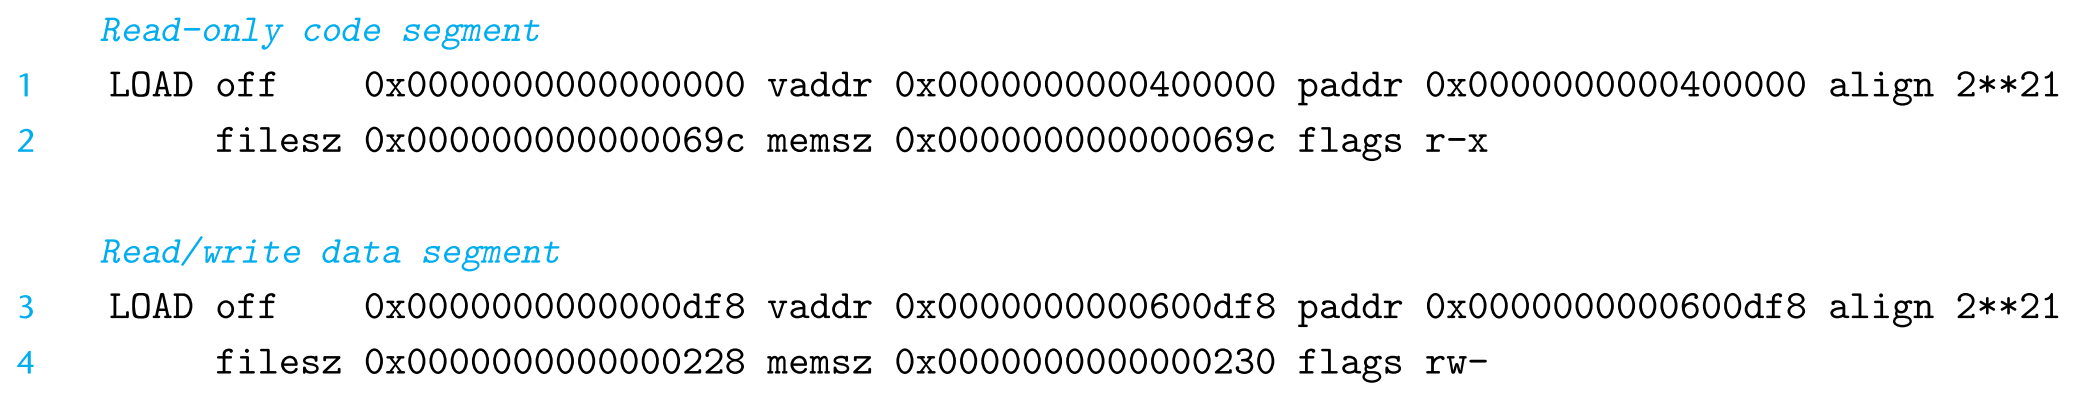 Read-only code segment
1 LOAD off 0x0000000000000000 vaddr 0x0000000000400000 paddr 0x0000000000400000 align 2**21
2 filesz 0x000000000000069c memsz 0x000000000000069c flags r-x
Read/write data segment
3 LOAD off 0x0000000000000df8 vaddr 0x0000000000600df8 paddr 0x0000000000600df8 align 2**21
4 filesz 0x0000000000000228 memsz 0x0000000000000230 flags rw-